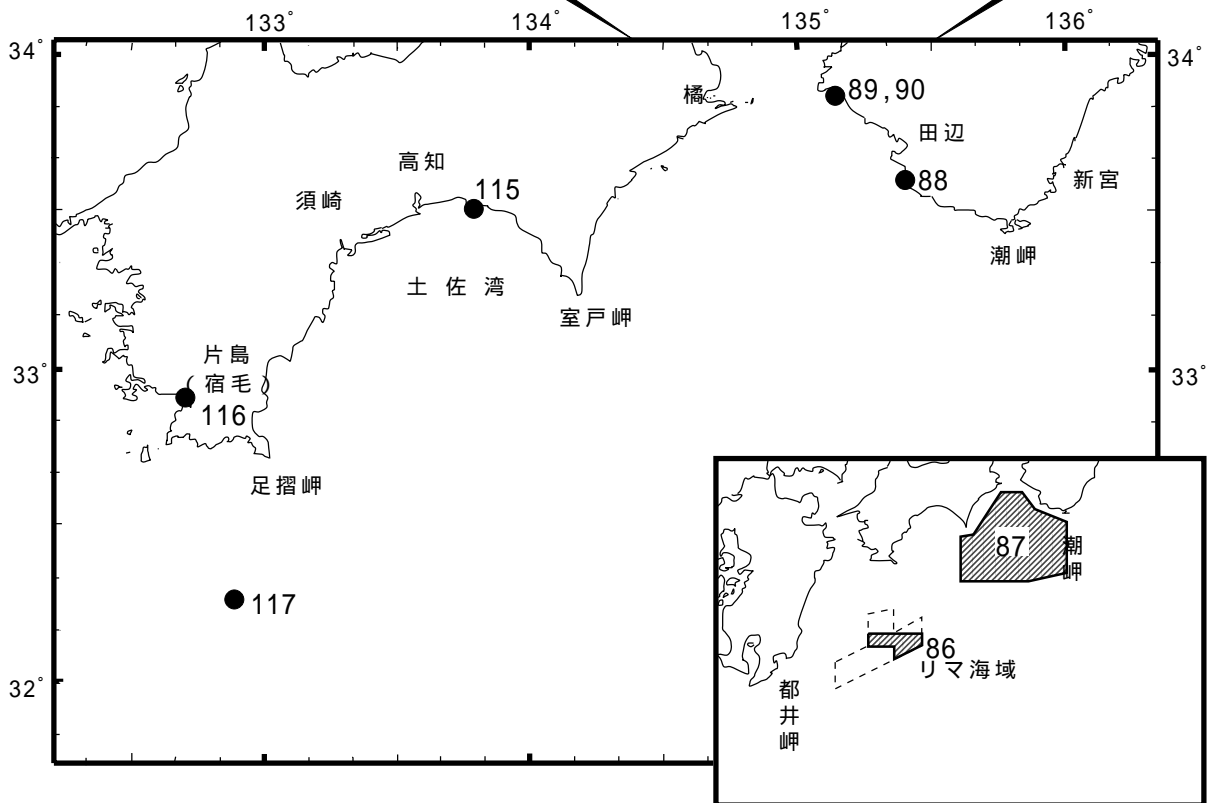 133°
134°
135°
136°
34°
34°
橘
89,90
田辺
高知
115
88
新宮
須崎
潮岬
土佐湾
室戸岬
33°
33°
片島
(宿毛)
116
足摺岬
87
潮岬
117
86
リマ海域
32°
都井岬